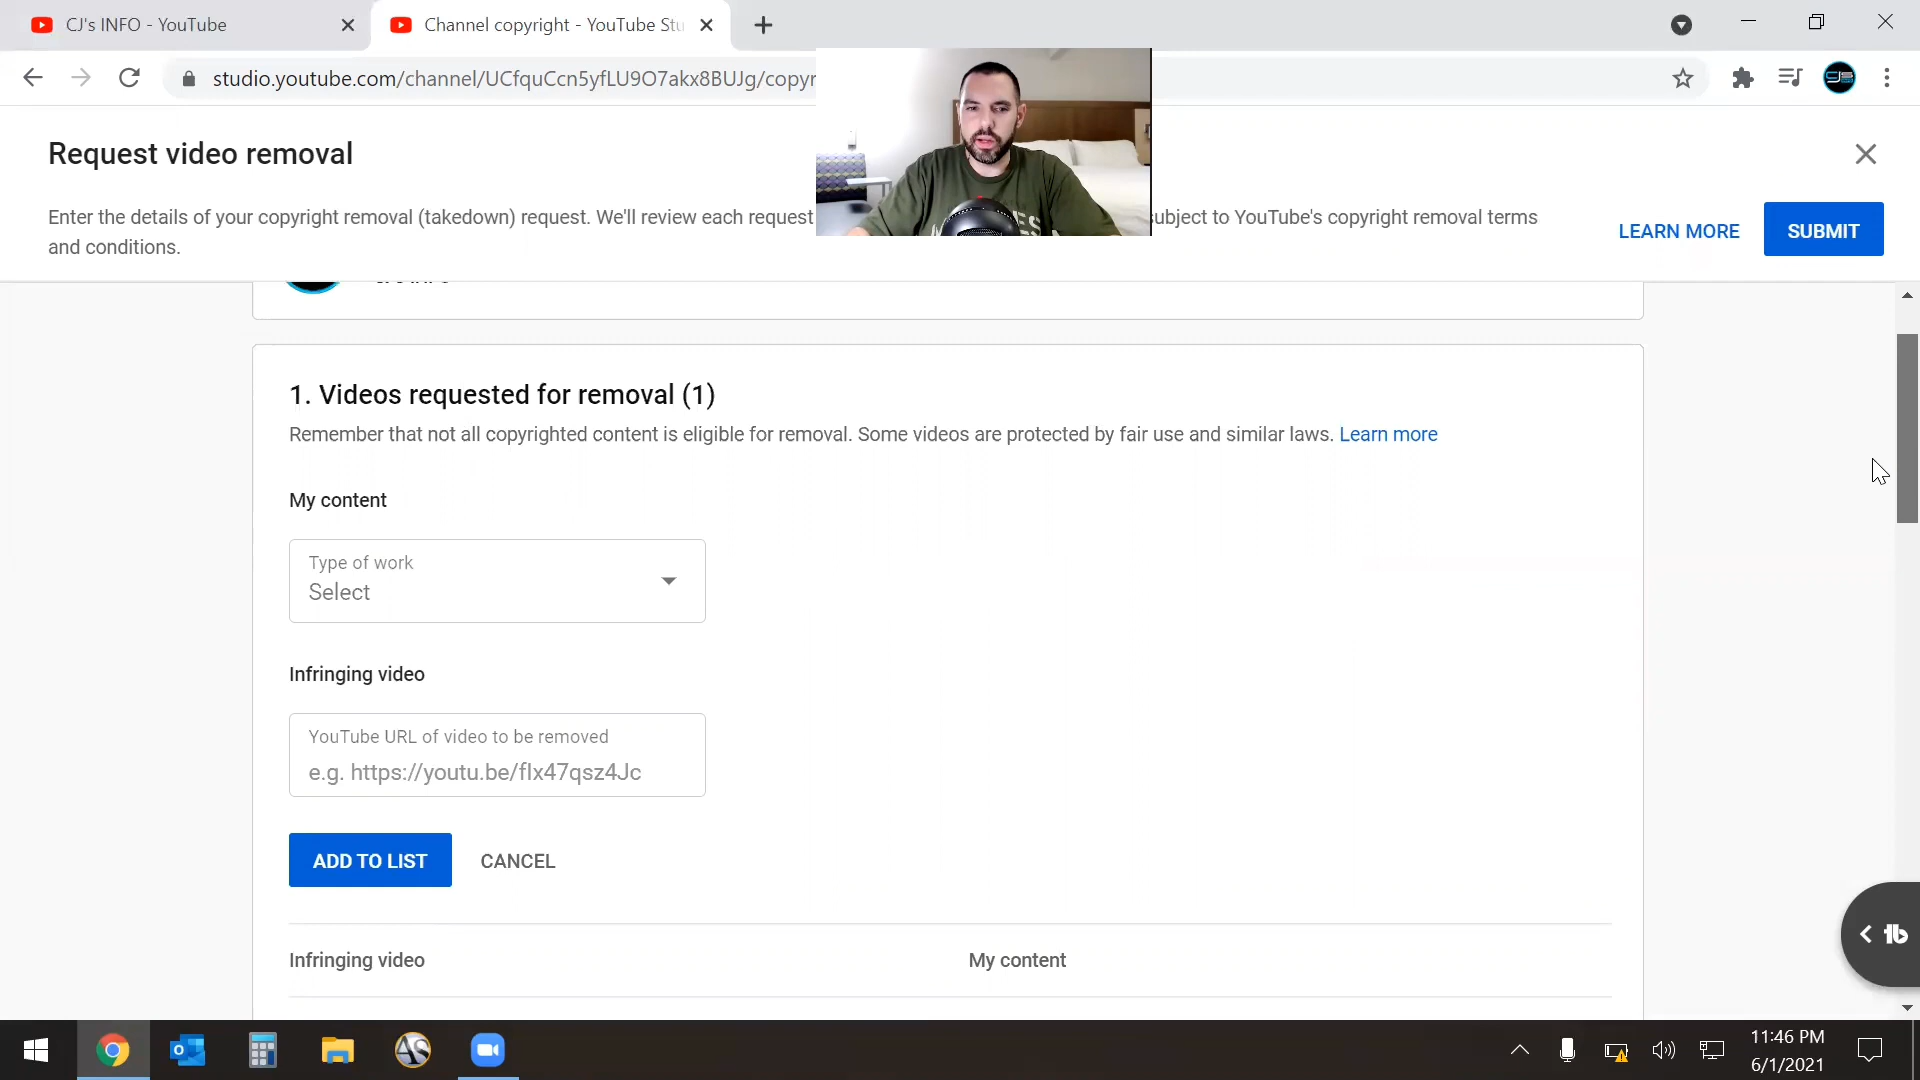 CJ's INFO - YouTube
Channel copyright - YouTube Stu
studio.youtube.com/channel/UCfquCcn5yfLU9O7akx8BUJg/copyr
Request video removal
Enter the details of your copyright removal (takedown) request. We'll review each request
ubject to YouTube's copyright removal terms
and conditions.
LEARN MORE
SUBMIT
1. Videos requested for removal (1)
Remember that not all copyrighted content is eligible for removal. Some videos are protected by fair use and similar laws. Learn more
My content
Type of work
Select
Infringing video
YouTube URL of video to be removed
e.g. https://youtu.be/fIx47qsz4Jc
ADD TO LIST
CANCEL
Infringing video
My content
11:46 PM
6/1/2021